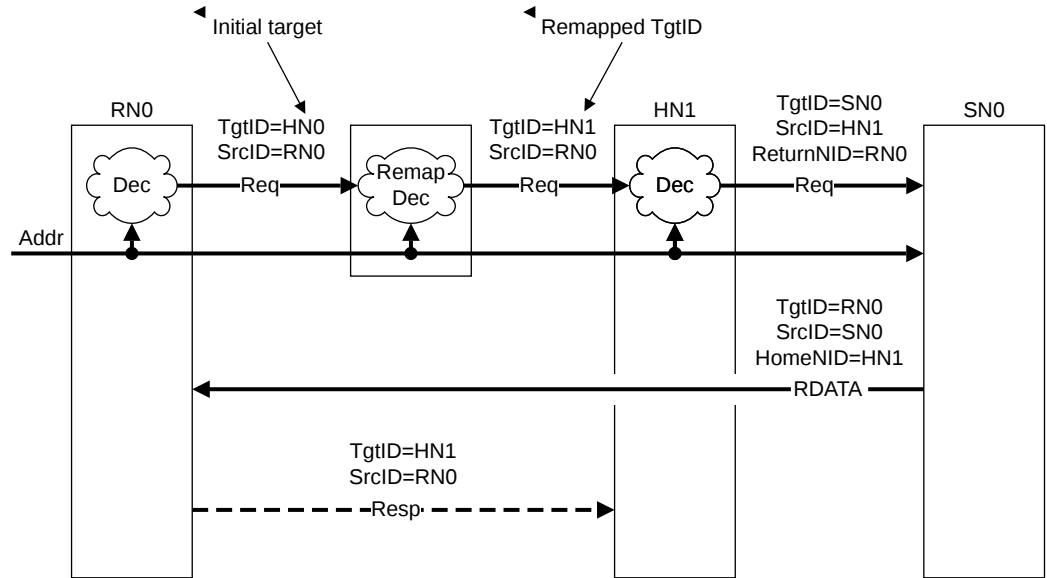 Initial target
Remapped TgtID
RN0
HN1
SN0
TgtID=HN0
SrcID=RN0
TgtID=HN1
SrcID=RN0
TgtID=SN0
SrcID=HN1
ReturnNID=RN0
Dec
Req
Remap
Dec
Req
Dec
Req
Addr
TgtID=RN0
SrcID=SN0
HomeNID=HN1
RDATA
TgtID=HN1
SrcID=RN0
Resp